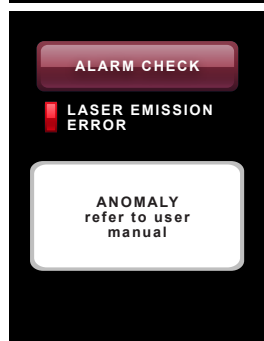 ALARM CHECK
LASER EMISSION
ERROR
ANOMALY
refer to user
manual